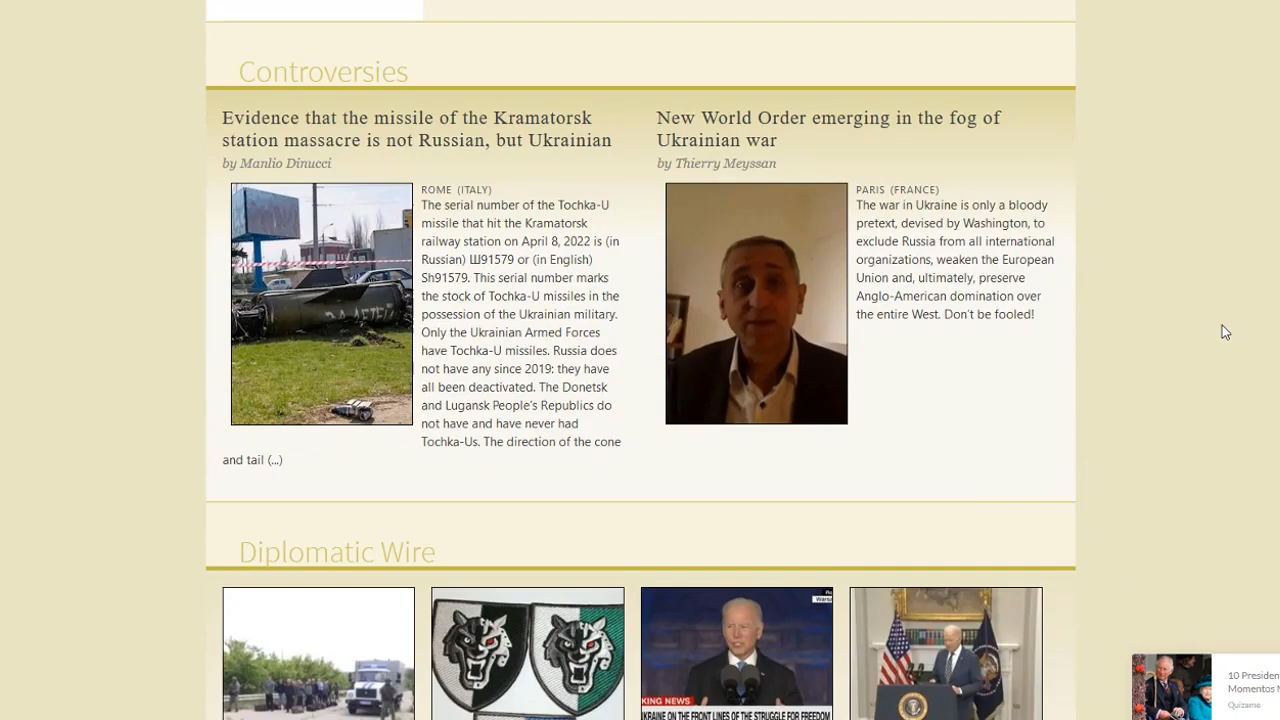 Controversies
Evidence that the missile of the Kramatorsk
station massacre is not Russian, but Ukrainian
by Manlio Dinucci
ROME (ITALY)
The serial number of the Tochka-U
missile that hit the Kramatorsk
railway station on April 8, 2022 is (in
Russian) Ш91579 or (in English)
Sh91579. This serial number marks
the stock of Tochka-U missiles in the
possession of the Ukrainian military.
Only the Ukrainian Armed Forces
have Tochka-U missiles. Russia does
not have any since 2019: they have
all been deactivated. The Donetsk
and Lugansk People's Republics do
not have and have never had
Tochka-Us. The direction of the cone
and tail (...)
New World Order emerging in the fog of
Ukrainian war
by Thierry Meyssan
PARIS (FRANCE)
The war in Ukraine is only a bloody
pretext, devised by Washington, to
exclude Russia from all international
organizations, weaken the European
Union and, ultimately, preserve
Anglo-American domination over
the entire West. Don't be fooled!
Diplomatic Wire
KING NEWS
KRAINE ON THE FRONT LINES OF THE STRUGGLE FOR FREEDOM
10 Presiden
Momentos M
Quizame